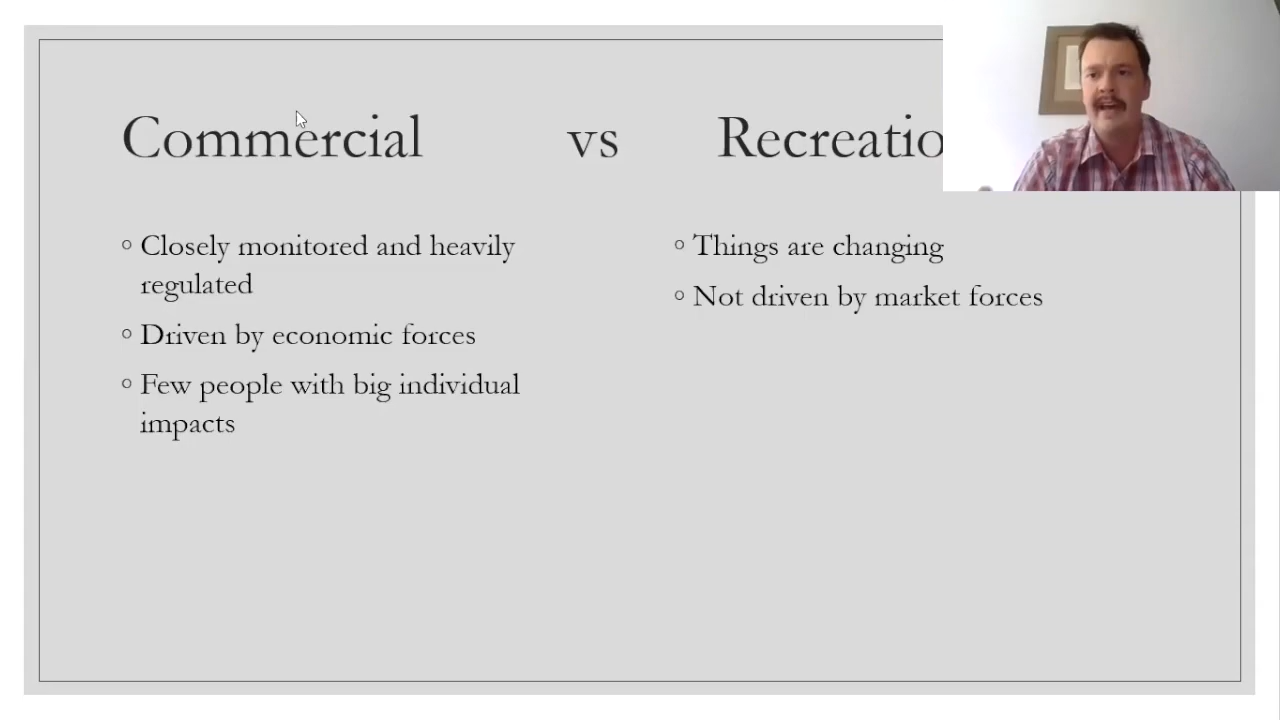 Commercial vs Recreatio
Closely monitored and heavily
regulated
Driven by economic forces
Few people with big individual
impacts
Things are changing
Not driven by market forces